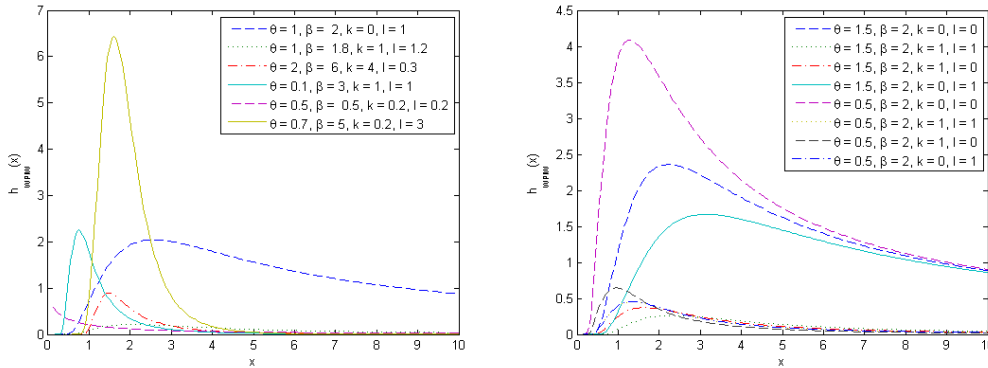 7
6
5
4
3
2
1
0
0 1 2 3 4 5 6 7 8 9 10
x
(x)
h
θ = 1, β = 2, k = 0, l = 1
θ = 1, β = 1.8, k = 1, l = 1.2
θ = 2, β = 6, k = 4, l = 0.3
θ = 0.1, β = 3, k = 1, l = 1
θ = 0.5, β = 0.5, k = 0.2, l = 0.2
θ = 0.7, β = 5, k = 0.2, l = 3
4.5
4
3.5
3
2.5
2
1.5
1
0.5
0
0 1 2 3 4 5 6 7 8 9 10
x
(x)
h
θ = 1.5, β = 2, k = 0, l = 0
θ = 1.5, β = 2, k = 1, l = 1
θ = 1.5, β = 2, k = 1, l = 0
θ = 1.5, β = 2, k = 0, l = 1
θ = 0.5, β = 2, k = 0, l = 0
θ = 0.5, β = 2, k = 1, l = 1
θ = 0.5, β = 2, k = 1, l = 0
θ = 0.5, β = 2, k = 0, l = 1